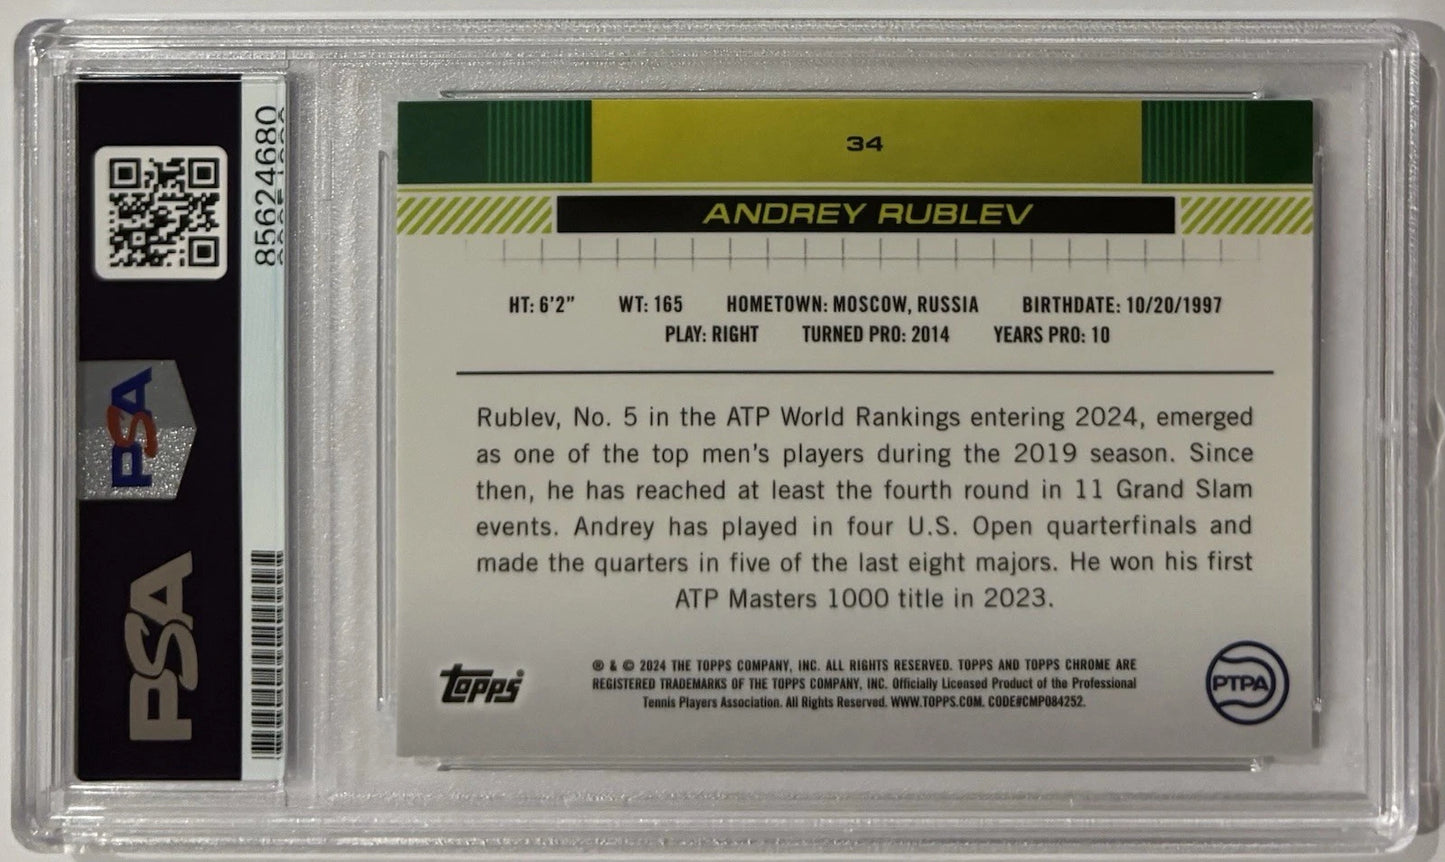 34
ANDREY RUBLEV
HT: 6'2" WT: 165 HOMETOWN: MOSCOW, RUSSIA BIRTHDATE: 10/20/1997
PLAY: RIGHT TURNED PRO: 2014 YEARS PRO: 10
Rublev, No. 5 in the ATP World Rankings entering 2024, emerged
as one of the top men's players during the 2019 season. Since
then, he has reached at least the fourth round in 11 Grand Slam
events. Andrey has played in four U.S. Open quarterfinals and
made the quarters in five of the last eight majors. He won his first
ATP Masters 1000 title in 2023.
topps
® & © 2024 THE TOPPS COMPANY, INC. ALL RIGHTS RESERVED. TOPPS AND TOPPS CHROME ARE
REGISTERED TRADEMARKS OF THE TOPPS COMPANY, INC. Officially Licensed Product of the Professional
Tennis Players Association. All Rights Reserved. WWW.TOPPS.COM. CODE#CMP084252.
PTPA
85624680
PSA
PSA